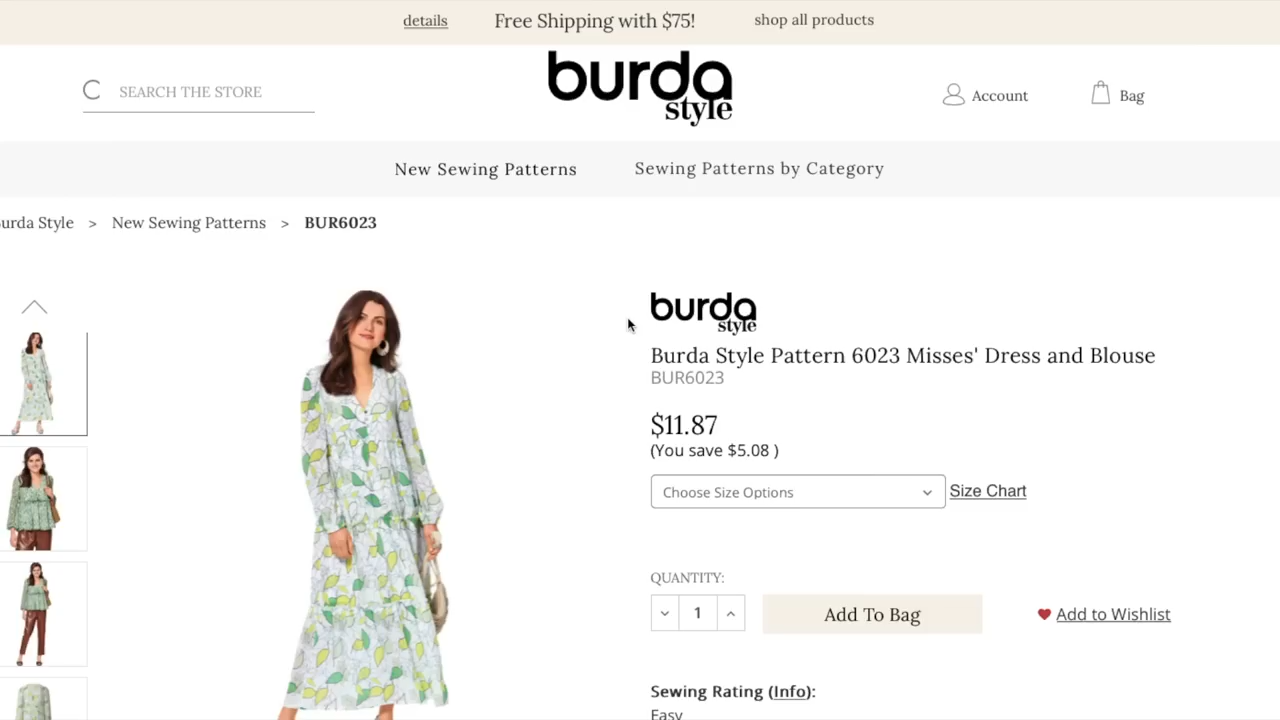 details Free Shipping with $75! shop all products
SEARCH THE STORE
burda
style
Account
Bag
New Sewing Patterns Sewing Patterns by Category
urda Style > New Sewing Patterns > BUR6023
burda
style
Burda Style Pattern 6023 Misses' Dress and Blouse
BUR6023
$11.87
(You save $5.08 )
Choose Size Options Size Chart
QUANTITY:
1 Add To Bag Add to Wishlist
Sewing Rating (Info):
Easy